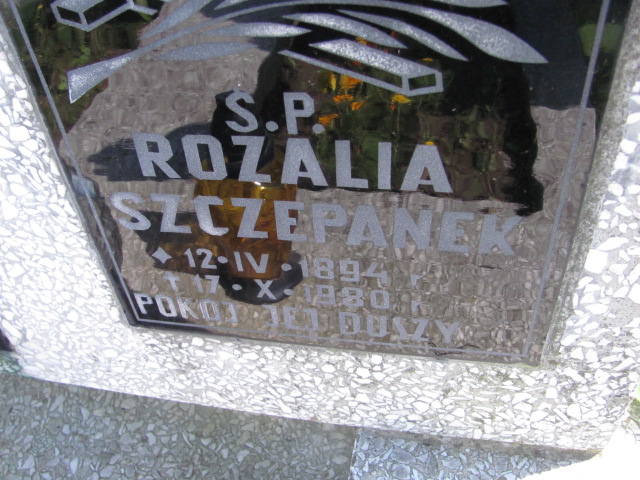 Ś.P.
ROZALIA
SZCZEPANEK
✦ 12•IV•1894 r
† 17•X•1980 r.
POKÓJ JEJ DUSZY